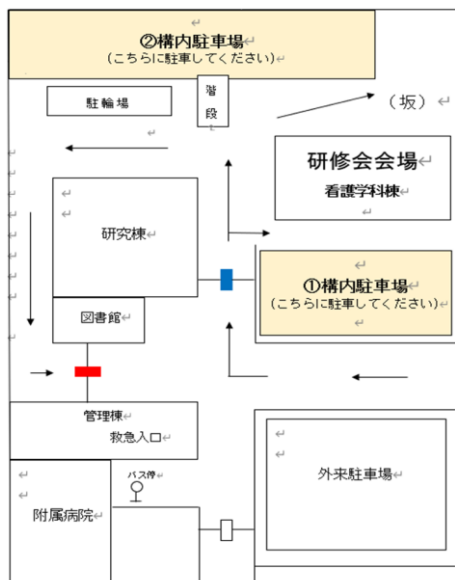 ②構内駐車場
(こちらに駐車してください)
階
段
駐輪場
（坂）
研修会会場
看護学科棟
研究棟
①構内駐車場
(こちらに駐車してください)
図書館
管理棟
救急入口
バス停
外来駐車場
附属病院